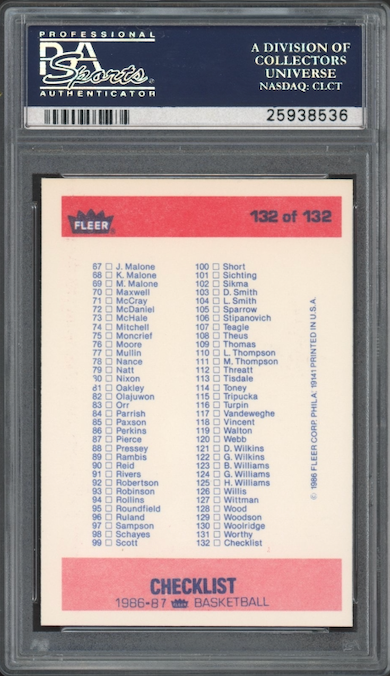 PROFESSIONAL
PSA
Sports
AUTHENTICATOR
A DIVISION OF
COLLECTORS
UNIVERSE
NASDAQ: CLCT
25938536
FLEER
132 of 132
67 J. Malone
68 K. Malone
69 M. Malone
70 Maxwell
71 McCray
72 McDaniel
73 McHale
74 Mitchell
75 Moncrief
76 Moore
77 Mullin
78 Nance
79 Natt
80 Nixon
81 Oakley
82 Olajuwon
83 Orr
84 Parrish
85 Paxson
86 Perkins
87 Pierce
88 Pressey
89 Rambis
90 Reid
91 Rivers
92 Robertson
93 Robinson
94 Rollins
95 Roundfield
96 Ruland
97 Sampson
98 Schayes
99 Scott
100 Short
101 Sichting
102 Sikma
103 D. Smith
104 L. Smith
105 Sparrow
106 Stipanovich
107 Teagle
108 Theus
109 Thomas
110 L. Thompson
111 M. Thompson
112 Threatt
113 Tisdale
114 Toney
115 Tripucka
116 Turpin
117 Vandeweghe
118 Vincent
119 Walton
120 Webb
121 D. Wilkins
122 G. Wilkins
123 B. Williams
124 G. Williams
125 H. Williams
126 Willis
127 Wittman
128 Wood
129 Woodson
130 Woolridge
131 Worthy
132 Checklist
© 1986 FLEER CORP. PHILA. 19141 PRINTED IN U.S.A.
CHECKLIST
1986-87 BASKETBALL